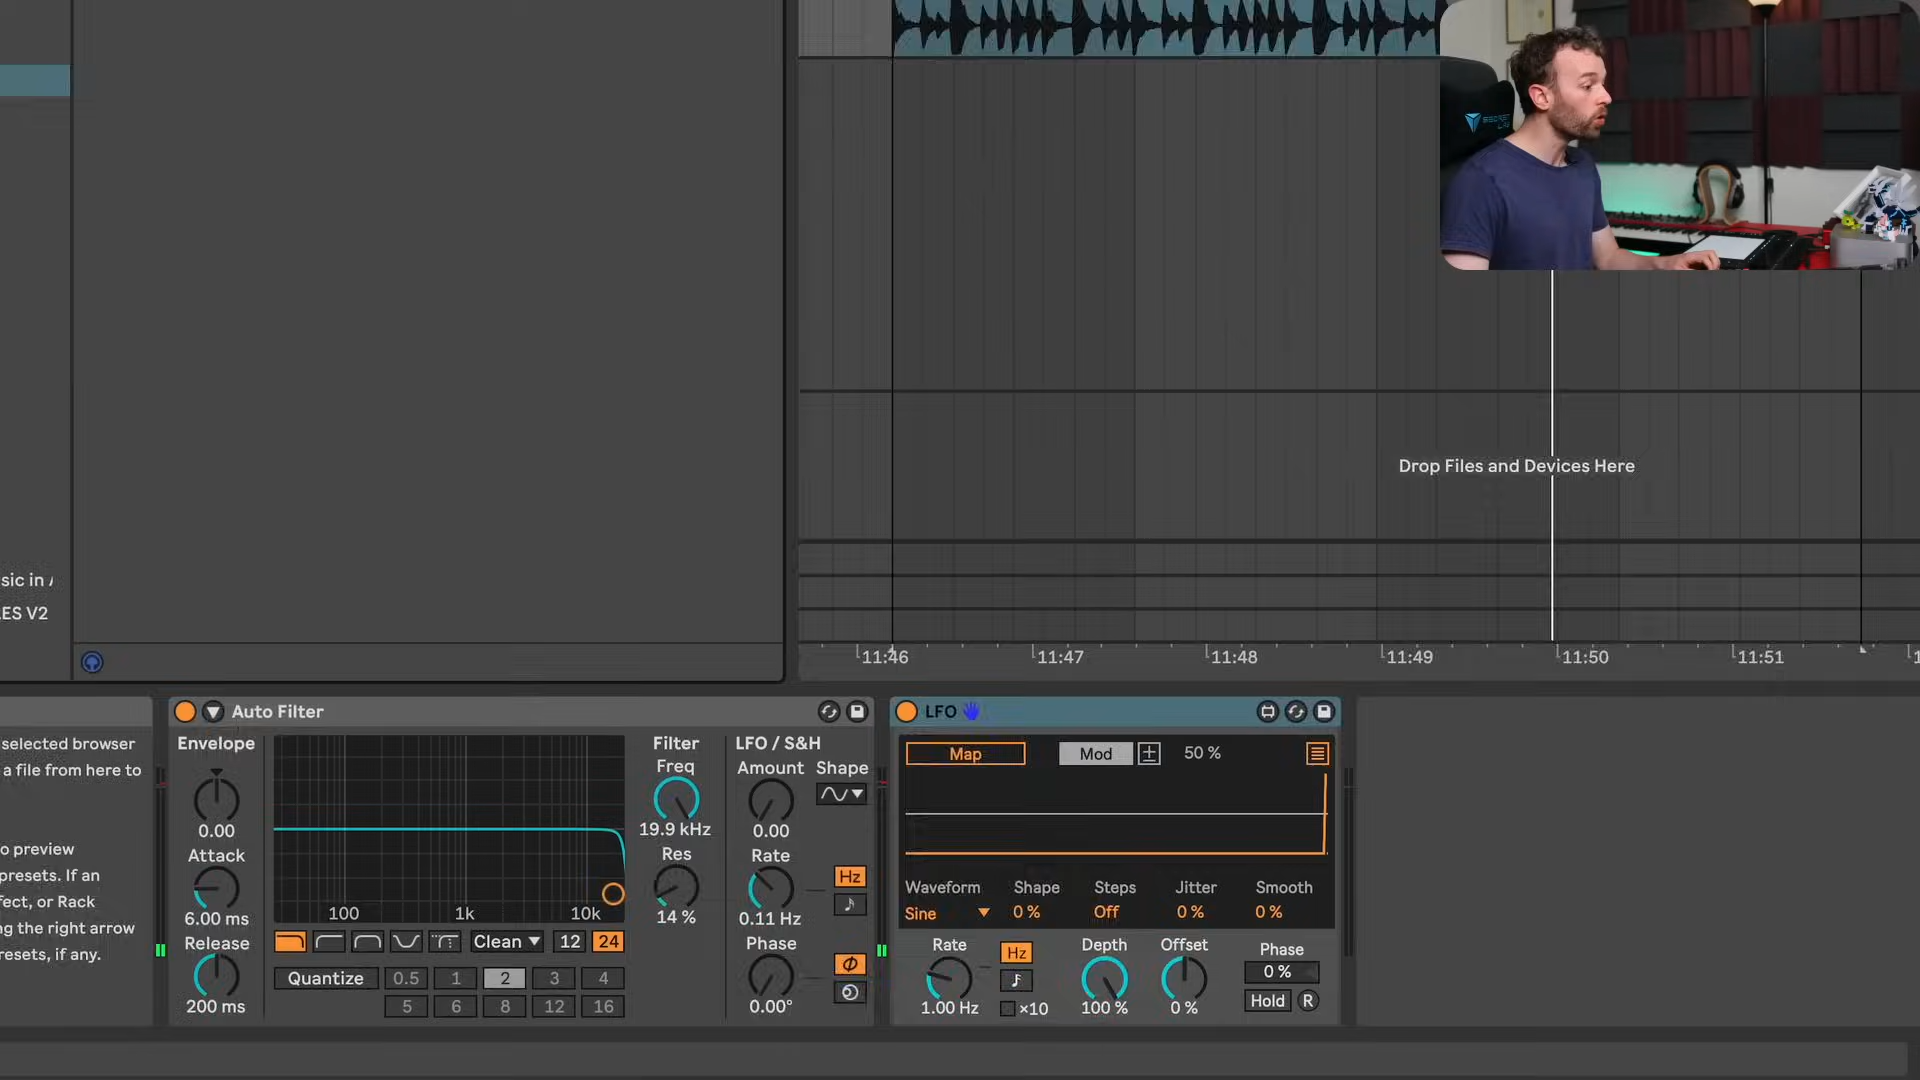 SECRET
LAB
Drop Files and Devices Here
sic in
ES V2
11:46
11:47
11:48
11:49
11:50
11:51
selected browser
a file from here to
o preview
presets. If an
fect, or Rack
ng the right arrow
resets, if any.
Auto Filter
Envelope
0.00
Attack
6.00 ms
Release
200 ms
100
1k
10k
Clean
12
24
Quantize
0.5
1
2
3
4
5
6
8
12
16
Filter
Freq
19.9 kHz
Res
14 %
LFO / S&H
Amount
Shape
0.00
Rate
Hz
0.11 Hz
Phase
0.00°
LFO
Map
Mod
50 %
Waveform
Shape
Steps
Jitter
Smooth
Sine
0 %
Off
0 %
0 %
Rate
Hz
1.00 Hz
×10
Depth
100 %
Offset
0 %
Phase
0 %
Hold
R